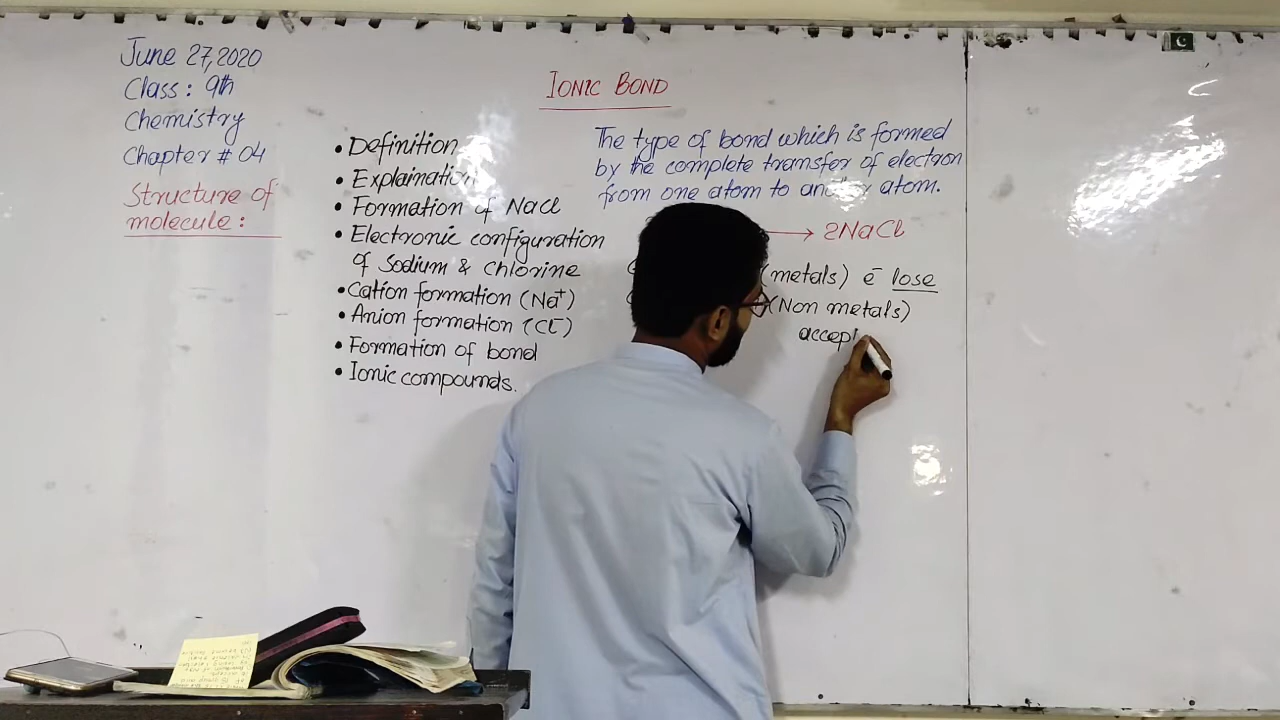 June 27, 2020
Class: 9th
Chemistry
Chapter # 04
Structure of
molecule:
IONIC BOND
• Definition
• Explaination
• Formation of NaCl
• Electronic configuration
of Sodium & chlorine
• Cation formation (Na⁺)
• Anion formation (Cl⁻)
• Formation of bond
• Ionic compounds.
The type of bond which is formed
by the complete transfer of electron
from one atom to another atom.
→ 2NaCl
(metals) ē lose
(Non metals)
accept